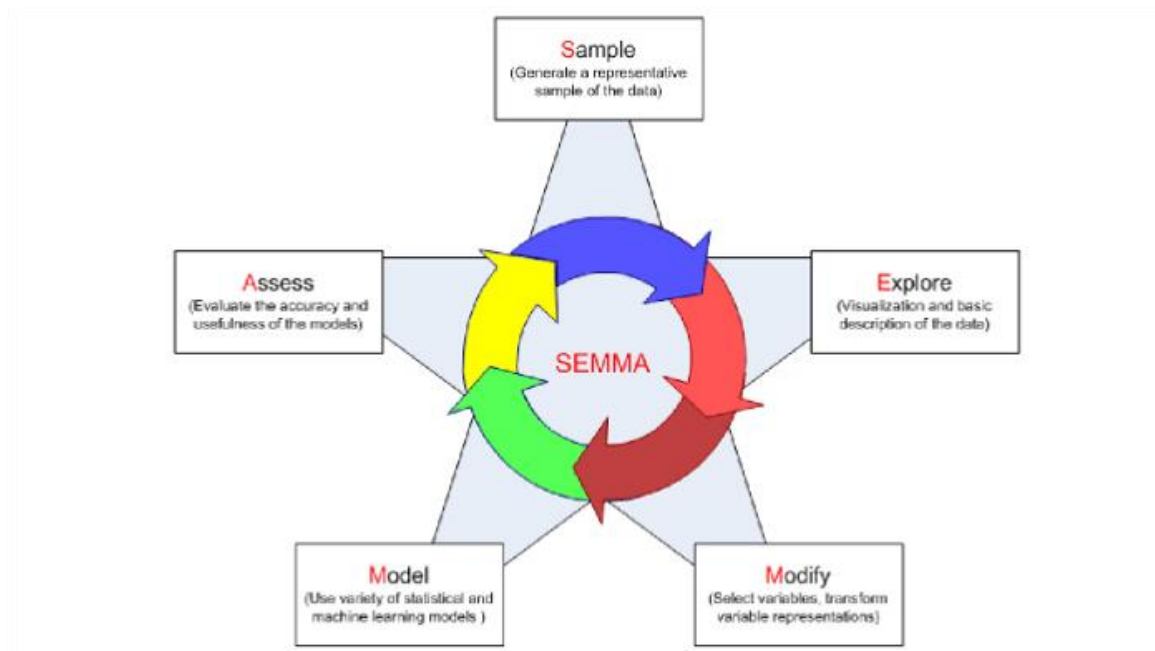 Sample
(Generate a representative
sample of the data)
Assess
(Evaluate the accuracy and
usefulness of the models)
Explore
(Visualization and basic
description of the data)
SEMMA
Model
(Use variety of statistical and
machine learning models )
Modify
(Select variables, transform
variable representations)